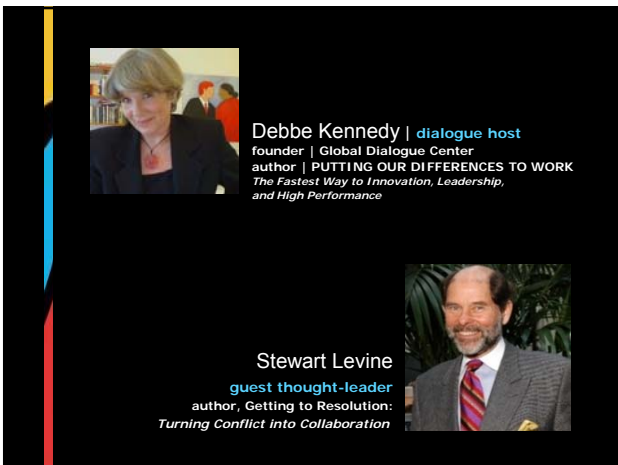 Debbe Kennedy | dialogue host
founder | Global Dialogue Center
author | PUTTING OUR DIFFERENCES TO WORK
The Fastest Way to Innovation, Leadership,
and High Performance
Stewart Levine
guest thought-leader
author, Getting to Resolution:
Turning Conflict into Collaboration